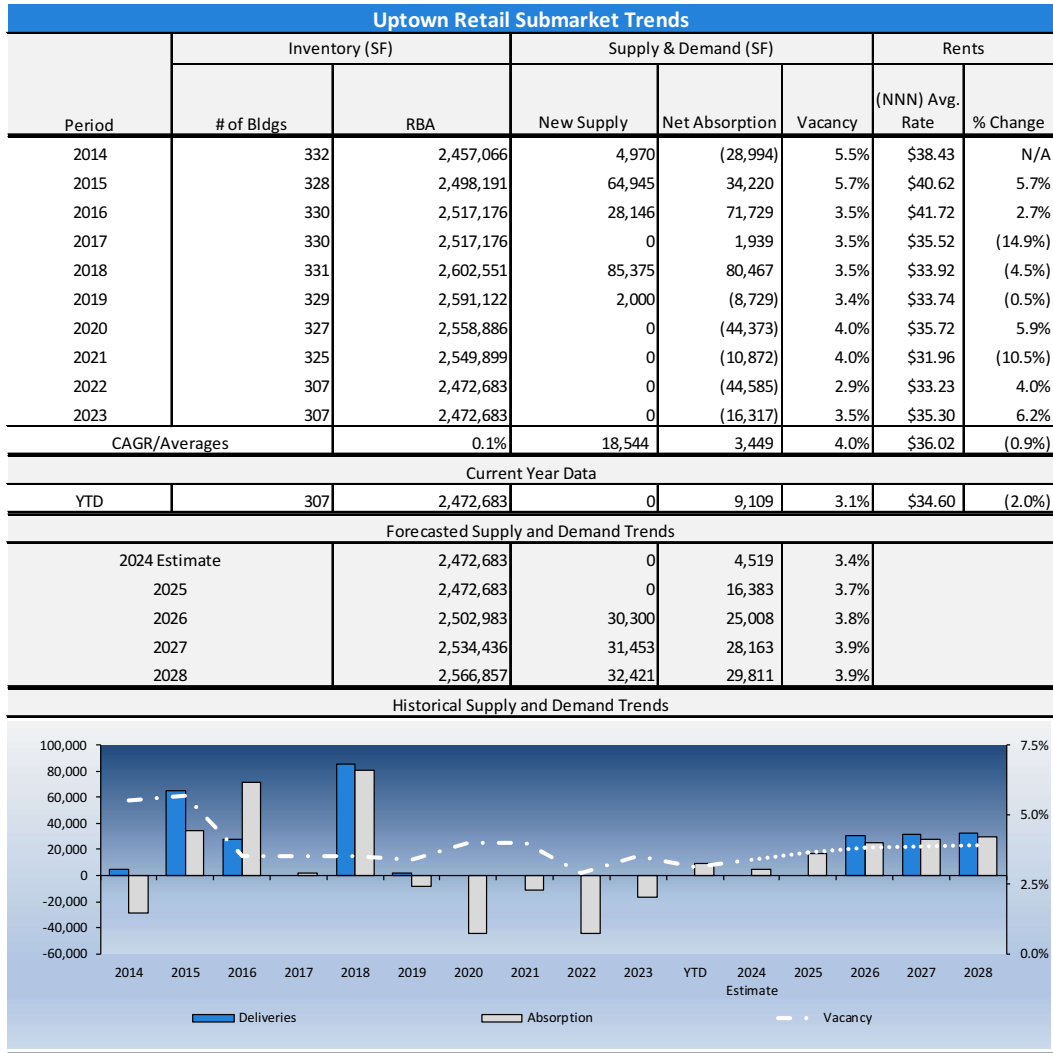 Uptown Retail Submarket Trends
Inventory (SF) Supply & Demand (SF) Rents
Period # of Bldgs RBA New Supply Net Absorption Vacancy (NNN) Avg. Rate % Change
2014 332 2,457,066 4,970 (28,994) 5.5% $38.43 N/A
2015 328 2,498,191 64,945 34,220 5.7% $40.62 5.7%
2016 330 2,517,176 28,146 71,729 3.5% $41.72 2.7%
2017 330 2,517,176 0 1,939 3.5% $35.52 (14.9%)
2018 331 2,602,551 85,375 80,467 3.5% $33.92 (4.5%)
2019 329 2,591,122 2,000 (8,729) 3.4% $33.74 (0.5%)
2020 327 2,558,886 0 (44,373) 4.0% $35.72 5.9%
2021 325 2,549,899 0 (10,872) 4.0% $31.96 (10.5%)
2022 307 2,472,683 0 (44,585) 2.9% $33.23 4.0%
2023 307 2,472,683 0 (16,317) 3.5% $35.30 6.2%
CAGR/Averages 0.1% 18,544 3,449 4.0% $36.02 (0.9%)
Current Year Data
YTD 307 2,472,683 0 9,109 3.1% $34.60 (2.0%)
Forecasted Supply and Demand Trends
2024 Estimate 2,472,683 0 4,519 3.4%
2025 2,472,683 0 16,383 3.7%
2026 2,502,983 30,300 25,008 3.8%
2027 2,534,436 31,453 28,163 3.9%
2028 2,566,857 32,421 29,811 3.9%
Historical Supply and Demand Trends
100,000 7.5%
80,000
60,000
40,000 5.0%
20,000
0
-20,000 2.5%
-40,000
-60,000 0.0%
2014 2015 2016 2017 2018 2019 2020 2021 2022 2023 YTD 2024 2025 2026 2027 2028
Estimate
Deliveries Absorption Vacancy